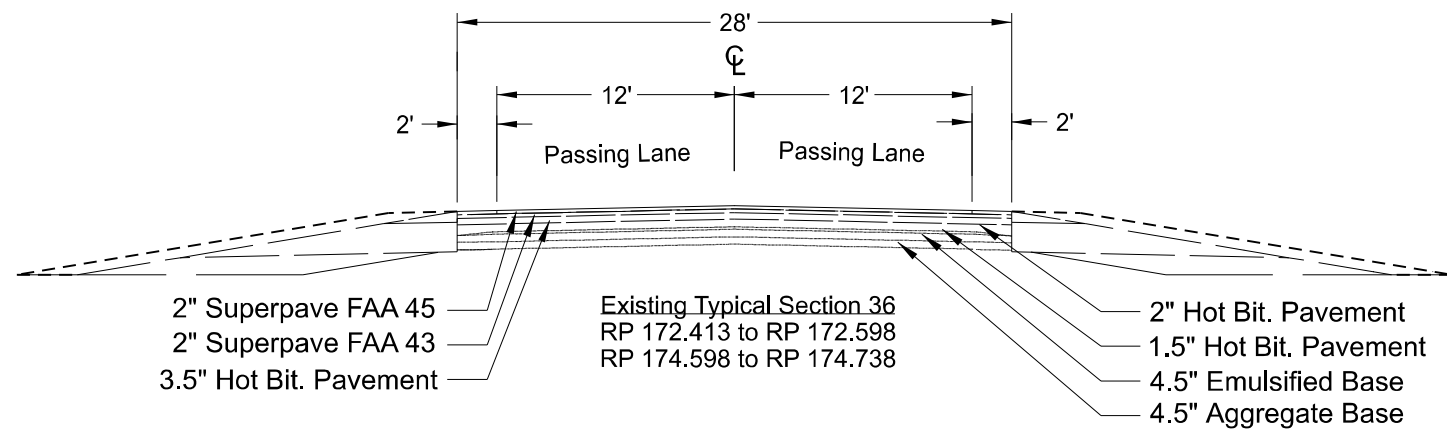 28'
℄
12' 12'
2' 2'
Passing Lane Passing Lane
2" Superpave FAA 45
2" Superpave FAA 43
3.5" Hot Bit. Pavement
Existing Typical Section 36
RP 172.413 to RP 172.598
RP 174.598 to RP 174.738
2" Hot Bit. Pavement
1.5" Hot Bit. Pavement
4.5" Emulsified Base
4.5" Aggregate Base